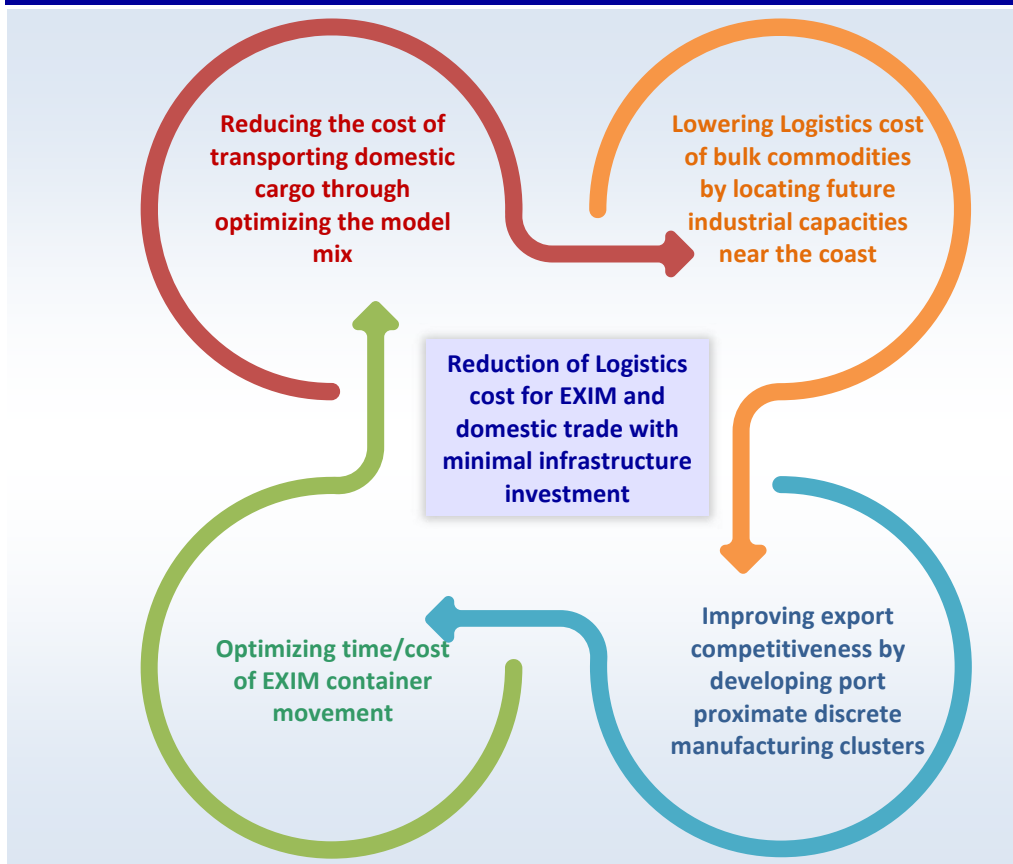 Reducing the cost of
transporting domestic
cargo through
optimizing the model
mix
Lowering Logistics cost
of bulk commodities
by locating future
industrial capacities
near the coast
Reduction of Logistics
cost for EXIM and
domestic trade with
minimal infrastructure
investment
Optimizing time/cost
of EXIM container
movement
Improving export
competitiveness by
developing port
proximate discrete
manufacturing clusters